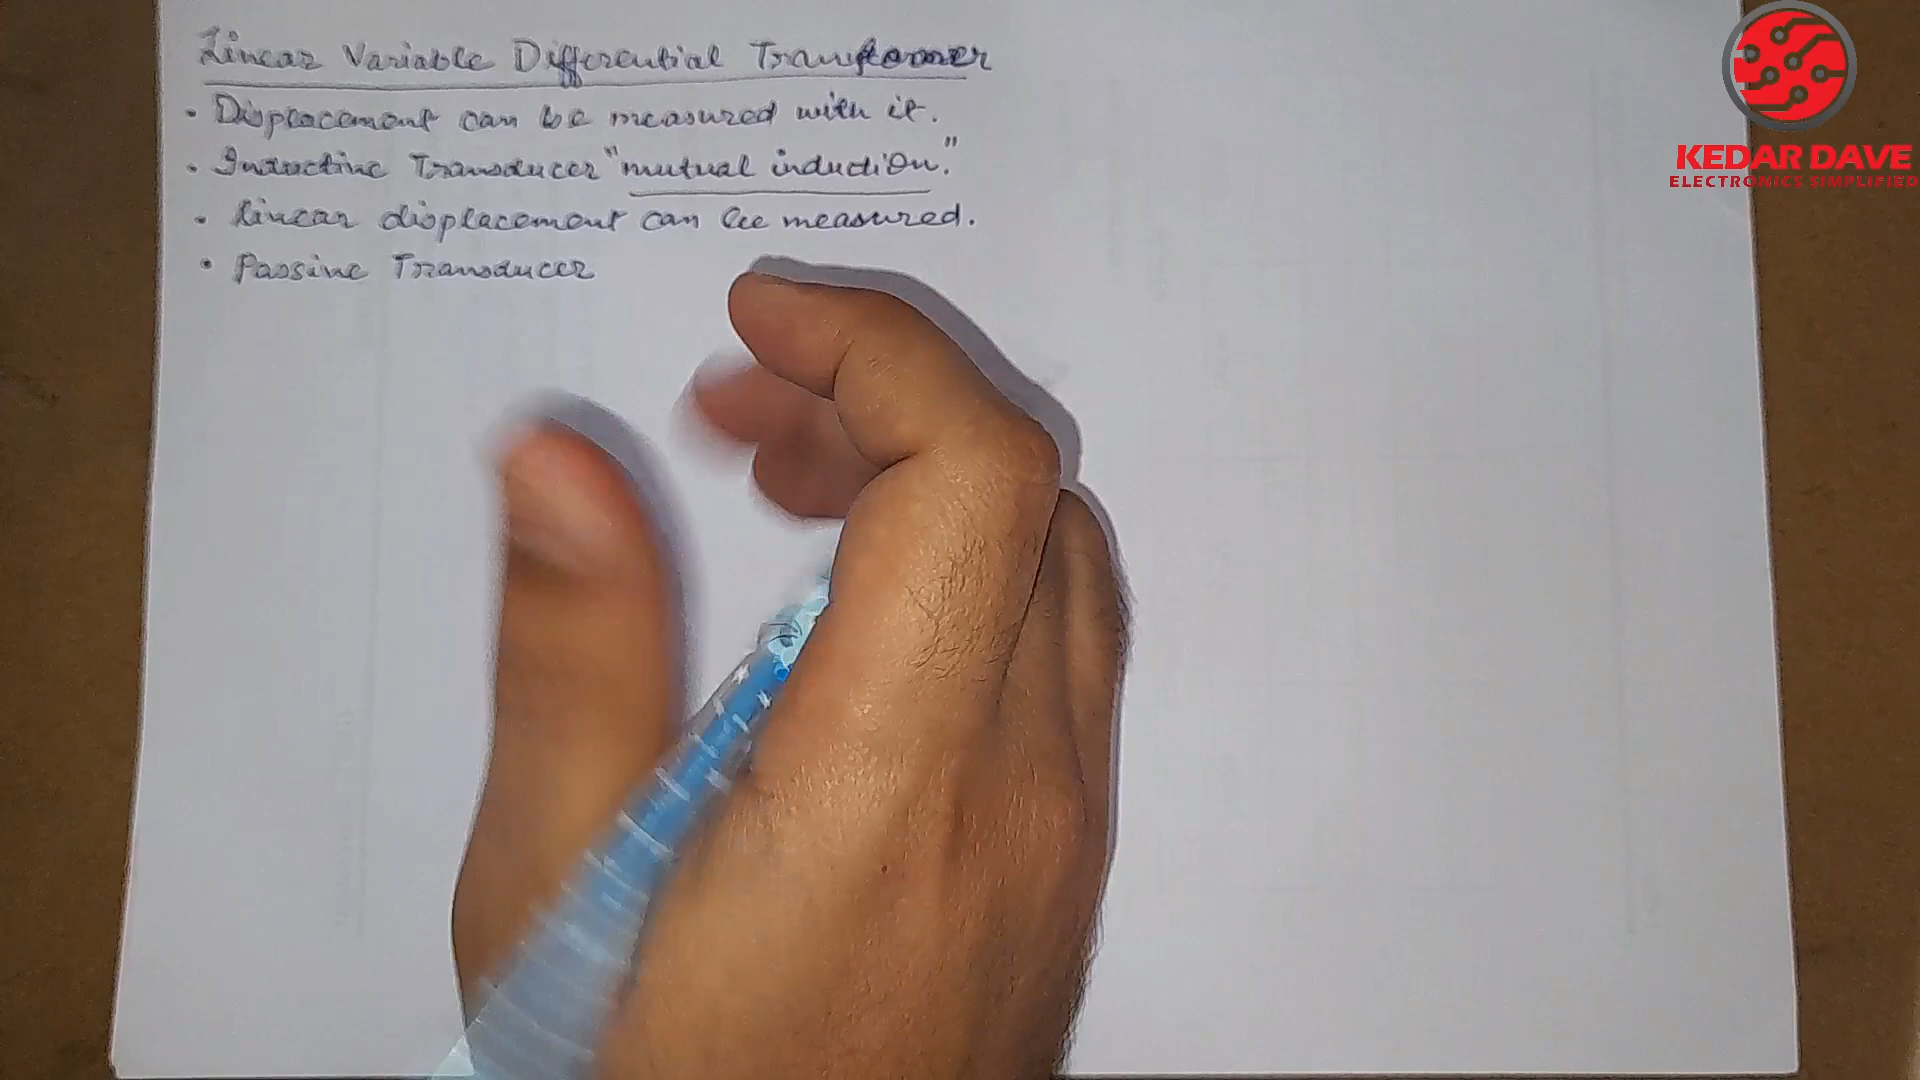 Linear Variable Differential Transformer
• Displacement can be measured with it.
• Inductive Transducer "mutual induction."
• Linear displacement can be measured.
• Passive Transducer
KEDAR DAVE
ELECTRONICS SIMPLIFIED